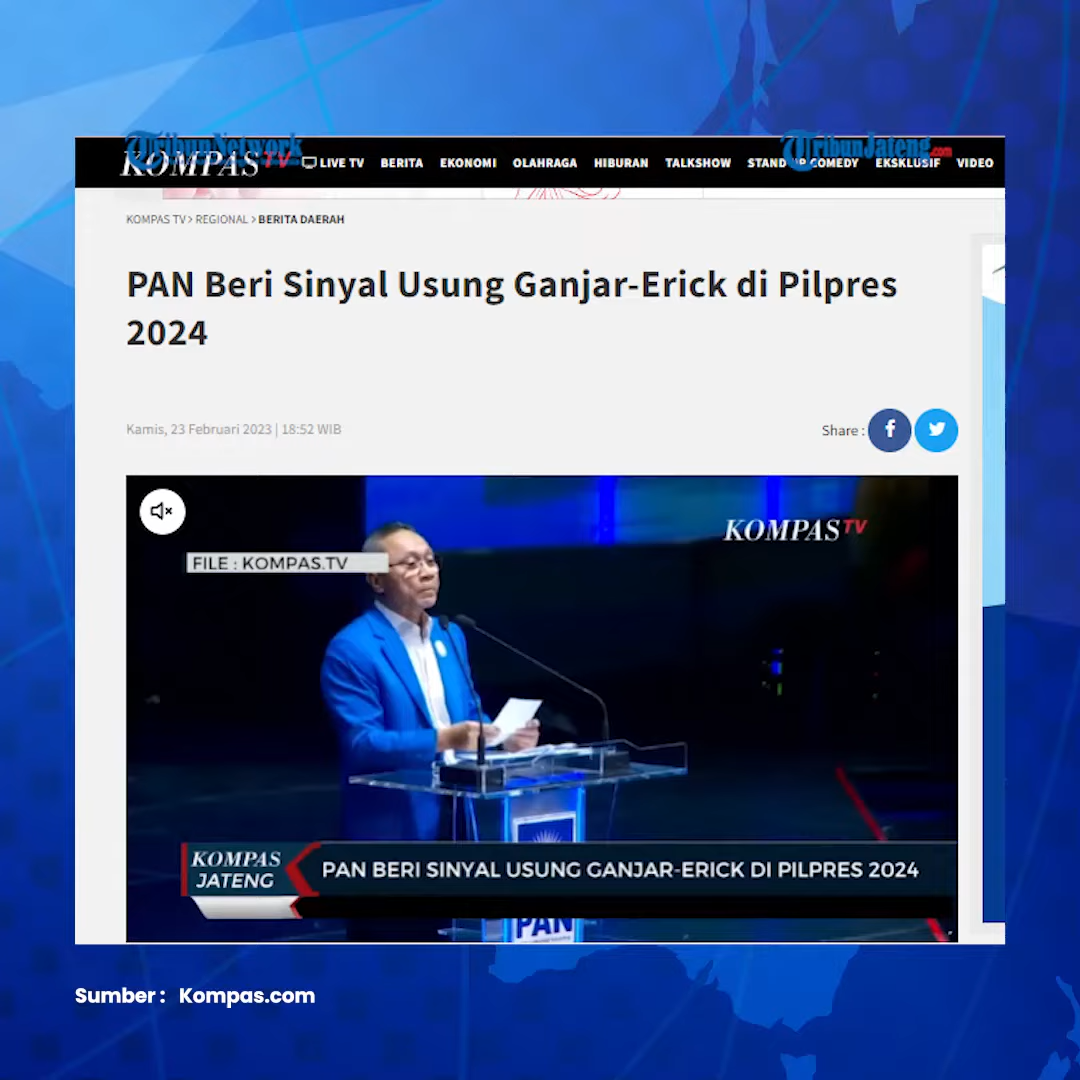 Tribun Network
TribunJateng.com
KOMPAS TV
LIVE TV BERITA EKONOMI OLAHRAGA HIBURAN TALKSHOW STAND UP COMEDY EKSKLUSIF VIDEO
KOMPAS TV > REGIONAL > BERITA DAERAH
PAN Beri Sinyal Usung Ganjar-Erick di Pilpres
2024
Kamis, 23 Februari 2023 | 18:52 WIB
Share :
KOMPAS TV
FILE : KOMPAS.TV
KOMPAS
JATENG
PAN BERI SINYAL USUNG GANJAR-ERICK DI PILPRES 2024
PAN
Sumber : Kompas.com